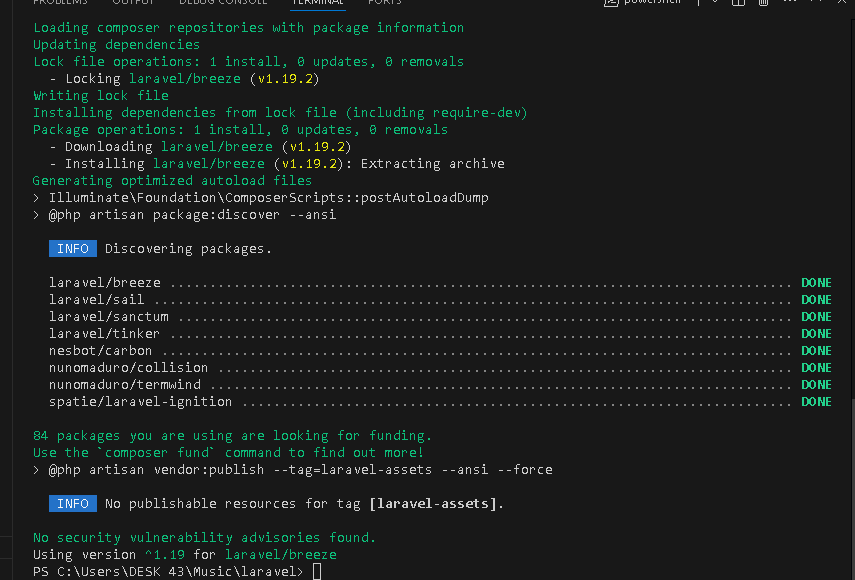 PROBLEMS OUTPUT DEBUG CONSOLE TERMINAL PORTS powershell
Loading composer repositories with package information
Updating dependencies
Lock file operations: 1 install, 0 updates, 0 removals
- Locking laravel/breeze (v1.19.2)
Writing lock file
Installing dependencies from lock file (including require-dev)
Package operations: 1 install, 0 updates, 0 removals
- Downloading laravel/breeze (v1.19.2)
- Installing laravel/breeze (v1.19.2): Extracting archive
Generating optimized autoload files
> Illuminate\Foundation\ComposerScripts::postAutoloadDump
> @php artisan package:discover --ansi
INFO Discovering packages.
laravel/breeze .............................................................................. DONE
laravel/sail ................................................................................ DONE
laravel/sanctum ............................................................................. DONE
laravel/tinker .............................................................................. DONE
nesbot/carbon ............................................................................... DONE
nunomaduro/collision ........................................................................ DONE
nunomaduro/termwind ......................................................................... DONE
spatie/laravel-ignition ..................................................................... DONE
84 packages you are using are looking for funding.
Use the `composer fund` command to find out more!
> @php artisan vendor:publish --tag=laravel-assets --ansi --force
INFO No publishable resources for tag [laravel-assets].
No security vulnerability advisories found.
Using version ^1.19 for laravel/breeze
PS C:\Users\DESK 43\Music\laravel>